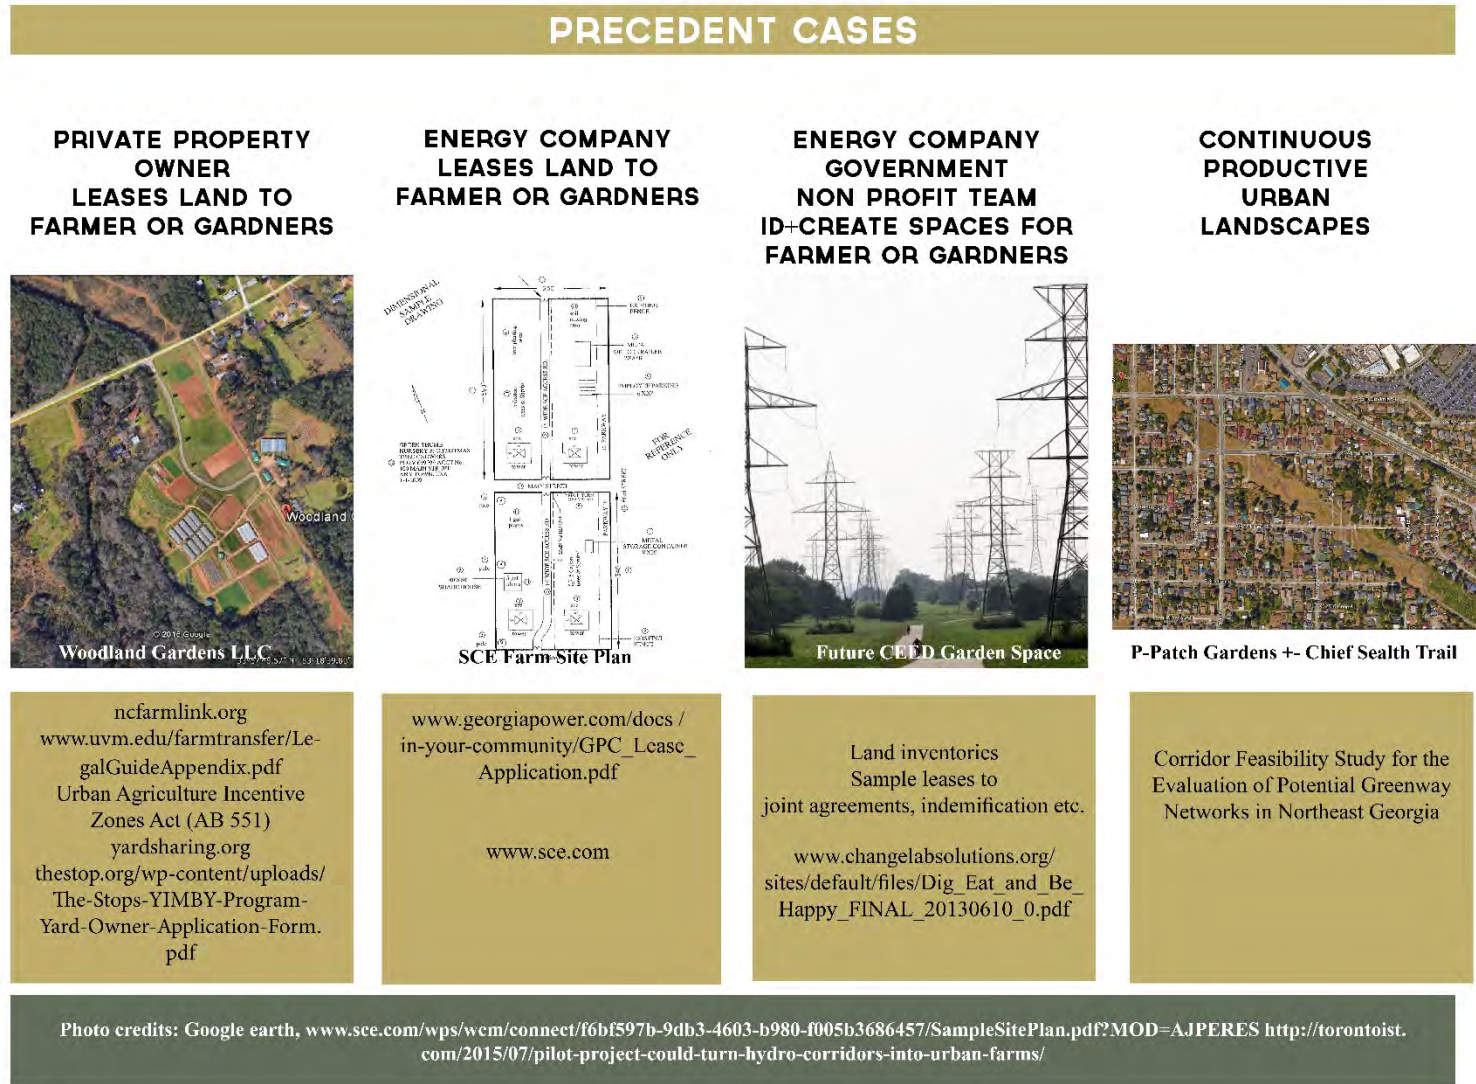 PRECEDENT CASES
PRIVATE PROPERTY
OWNER
LEASES LAND TO
FARMER OR GARDNERS
Woodland
© 2016 Google
Woodland Gardens LLC
ncfarmlink.org
www.uvm.edu/farmtransfer/Le-
galGuideAppendix.pdf
Urban Agriculture Incentive
Zones Act (AB 551)
yardsharing.org
thestop.org/wp-content/uploads/
The-Stops-YIMBY-Program-
Yard-Owner-Application-Form.
pdf
ENERGY COMPANY
LEASES LAND TO
FARMER OR GARDNERS
DIMENSIONAL
SAMPLE
DRAWING
FOR
REFERENCE
ONLY
METAL
STORAGE CONTAINER
SCE Farm Site Plan
www.georgiapower.com/docs /
in-your-community/GPC_Lease_
Application.pdf
www.sce.com
ENERGY COMPANY
GOVERNMENT
NON PROFIT TEAM
ID+CREATE SPACES FOR
FARMER OR GARDNERS
Future CEED Garden Space
Land inventories
Sample leases to
joint agreements, indemification etc.
www.changelabsolutions.org/
sites/default/files/Dig_Eat_and_Be_
Happy_FINAL_20130610_0.pdf
CONTINUOUS
PRODUCTIVE
URBAN
LANDSCAPES
P-Patch Gardens +- Chief Sealth Trail
Corridor Feasibility Study for the
Evaluation of Potential Greenway
Networks in Northeast Georgia
Photo credits: Google earth, www.sce.com/wps/wcm/connect/f6bf597b-9db3-4603-b980-f005b3686457/SampleSitePlan.pdf?MOD=AJPERES http://torontoist.
com/2015/07/pilot-project-could-turn-hydro-corridors-into-urban-farms/